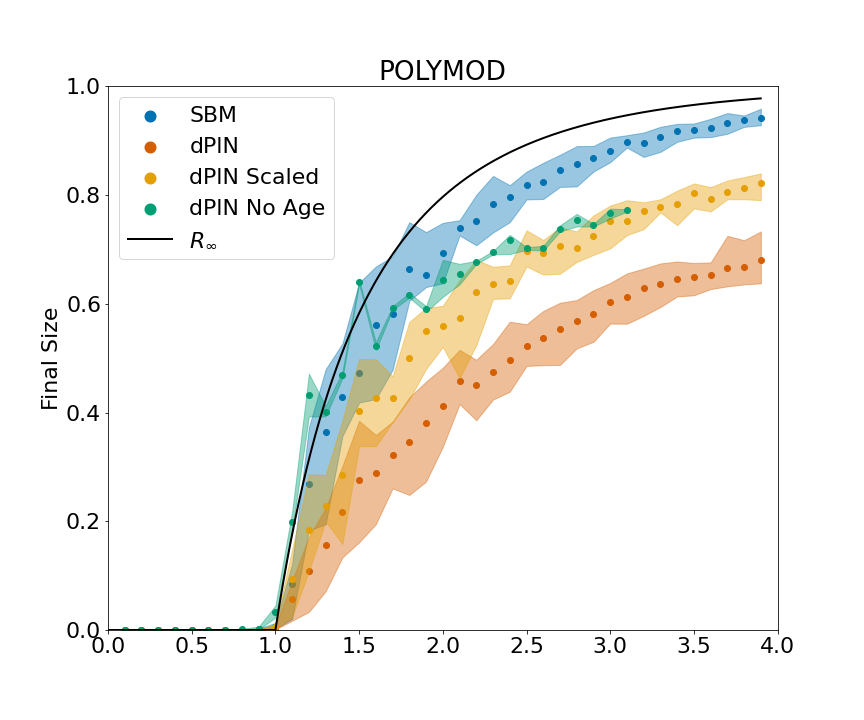 POLYMOD
1.0
0.8
0.6
0.4
0.2
0.0
Final Size
SBM
dPIN
dPIN Scaled
dPIN No Age
R∞
0.0 0.5 1.0 1.5 2.0 2.5 3.0 3.5 4.0